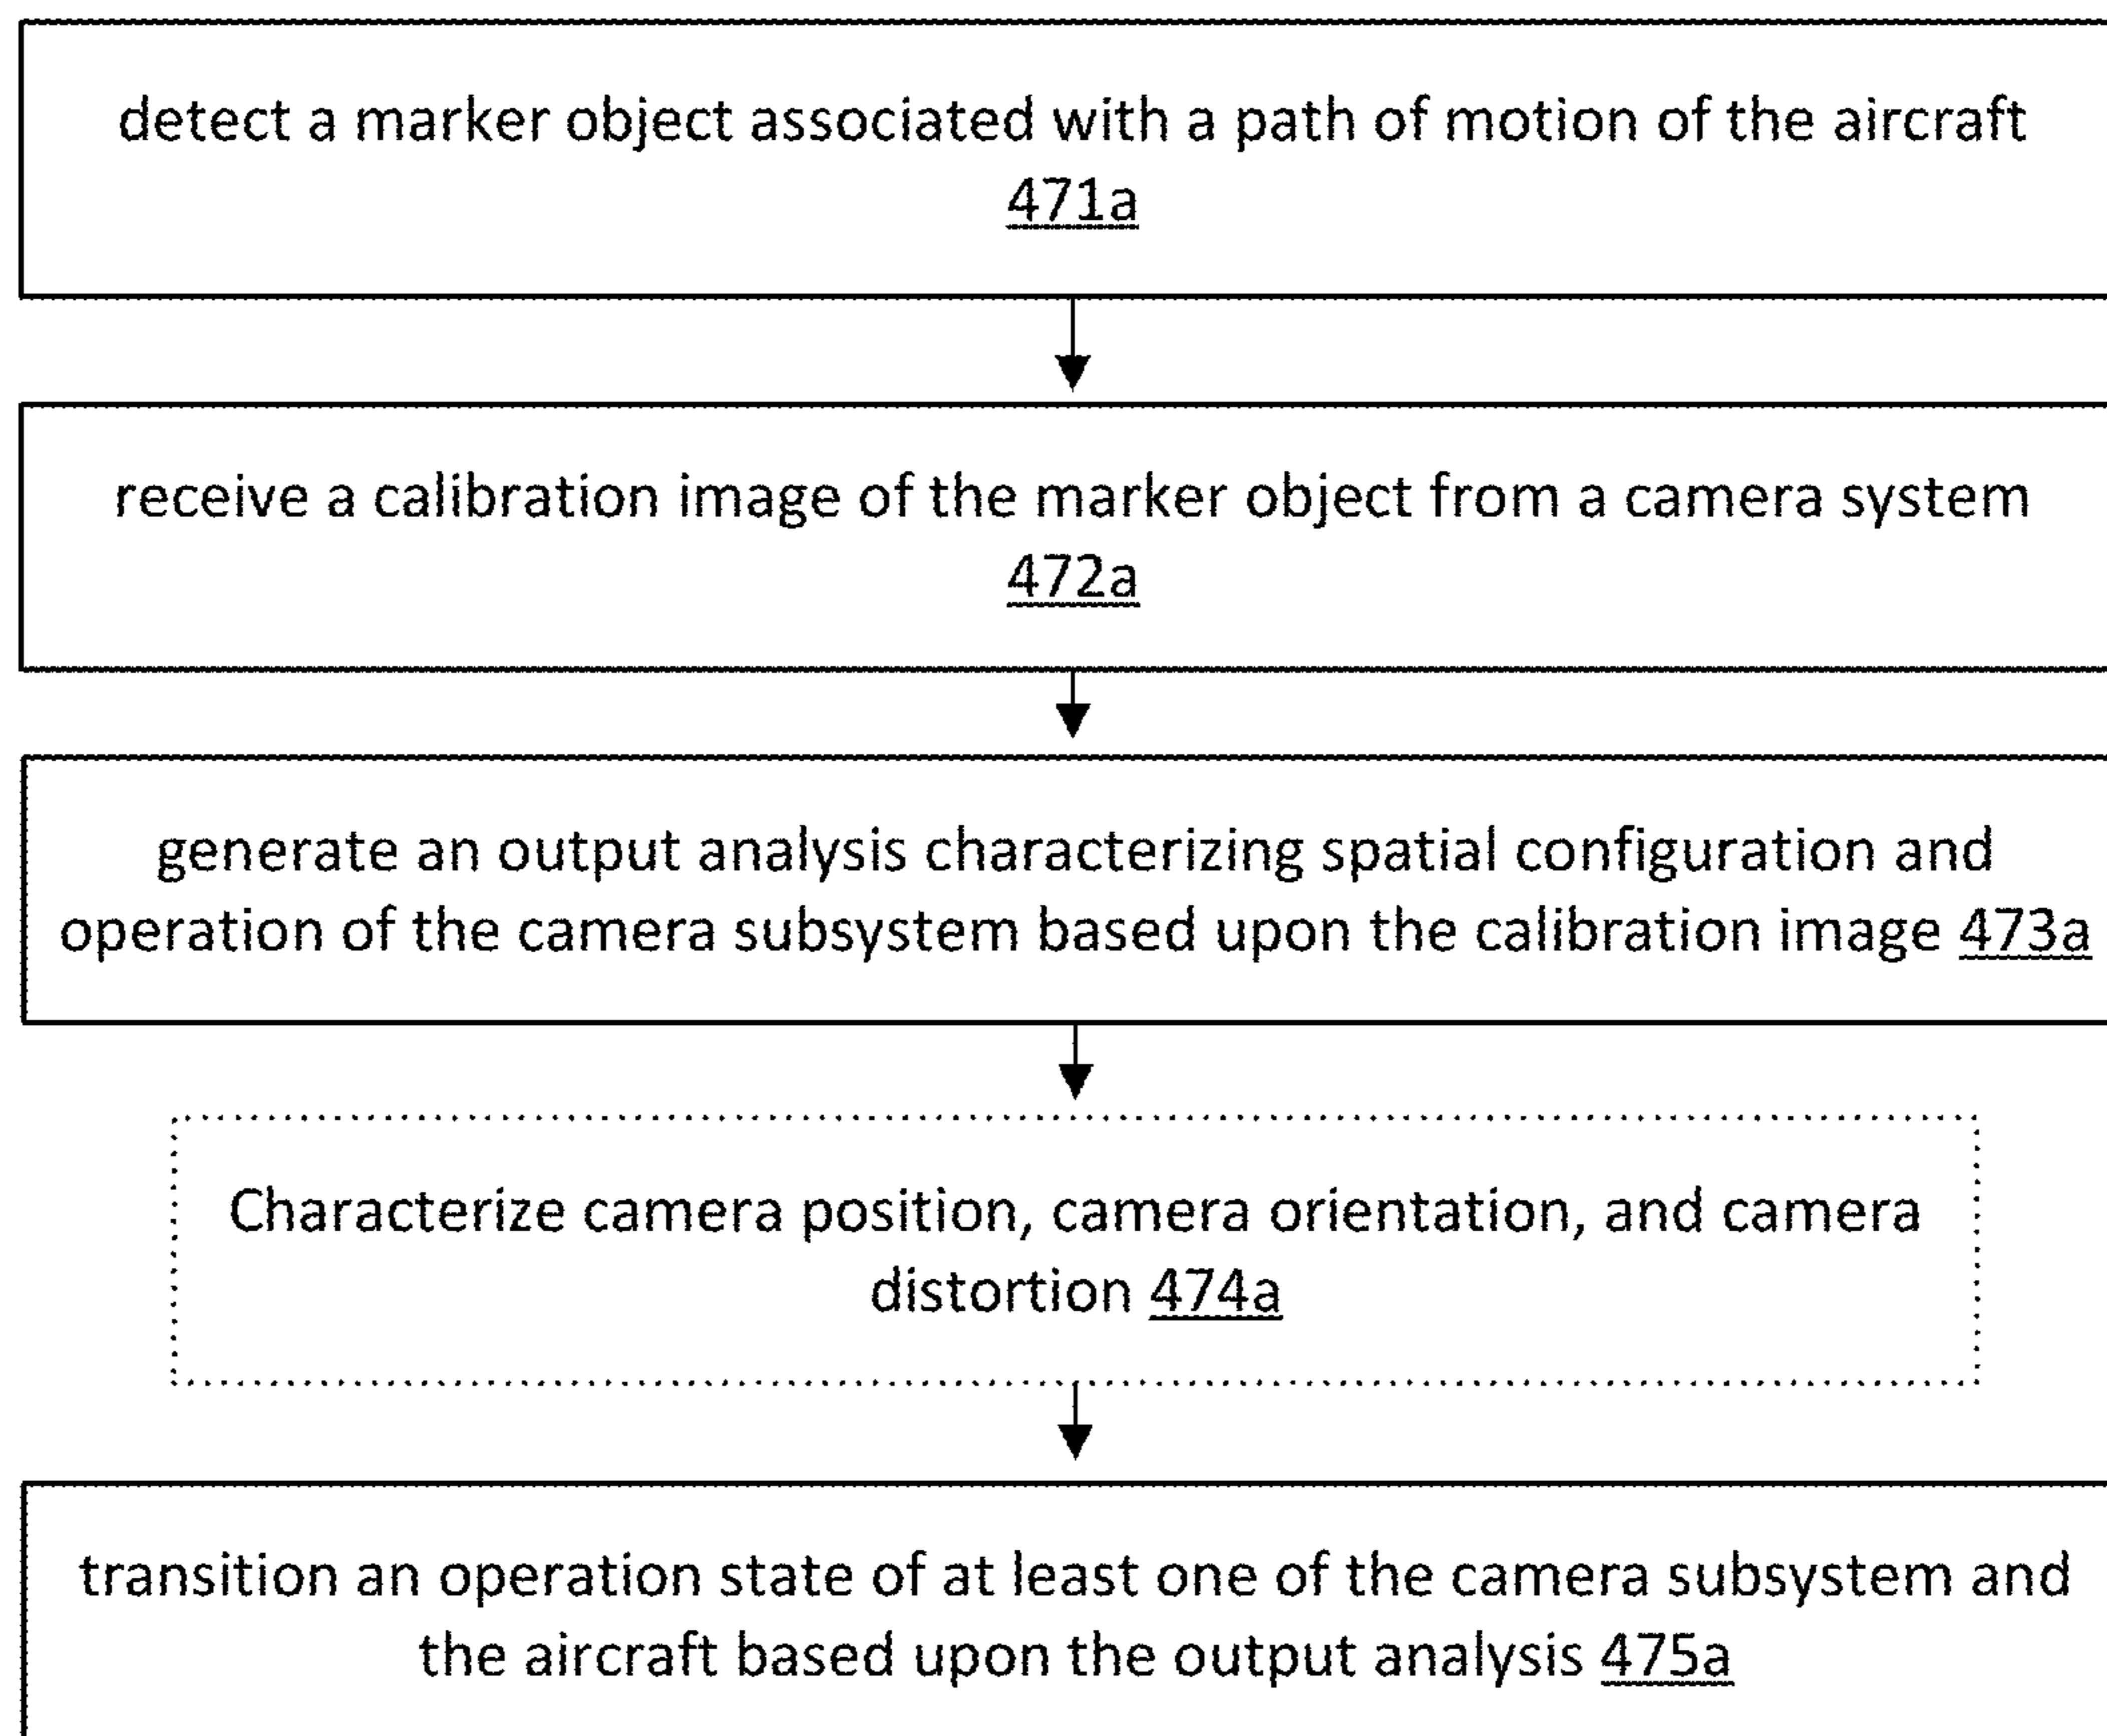 detect a marker object associated with a path of motion of the aircraft
471a
receive a calibration image of the marker object from a camera system
472a
generate an output analysis characterizing spatial configuration and
operation of the camera subsystem based upon the calibration image 473a
Characterize camera position, camera orientation, and camera
distortion 474a
transition an operation state of at least one of the camera subsystem and
the aircraft based upon the output analysis 475a